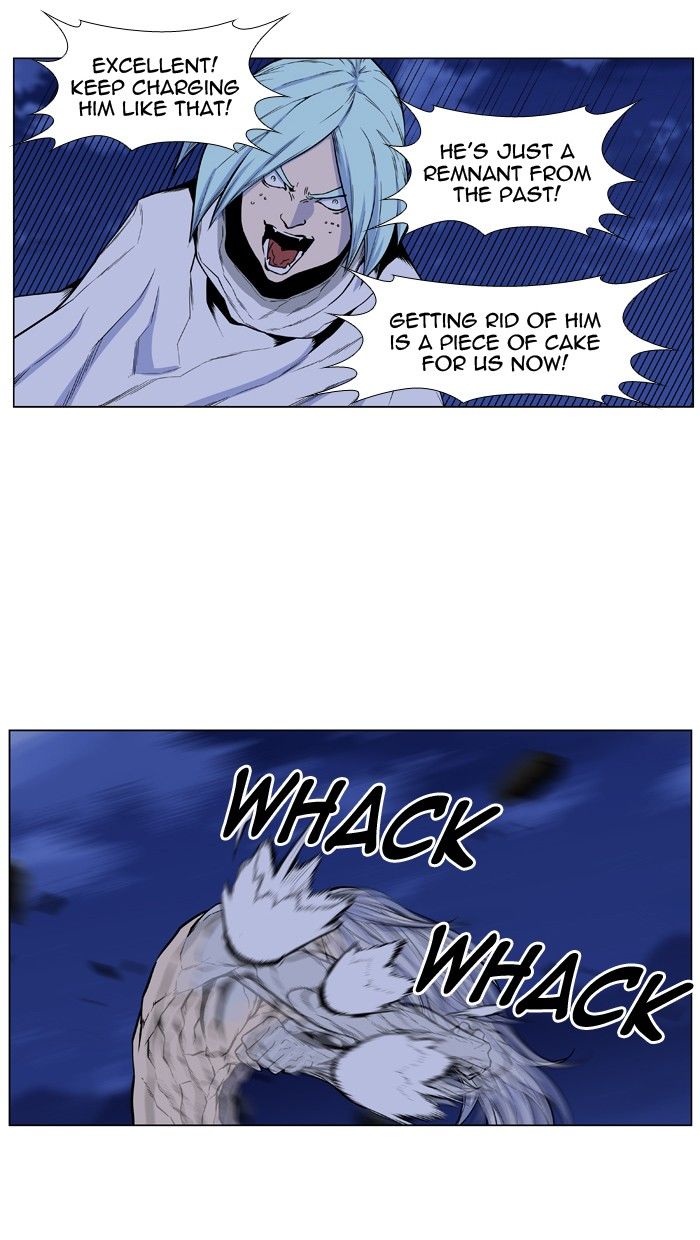 EXCELLENT!
KEEP CHARGING
HIM LIKE THAT!
HE'S JUST A
REMNANT FROM
THE PAST!
GETTING RID OF HIM
IS A PIECE OF CAKE
FOR US NOW!
WHACK
WHACK